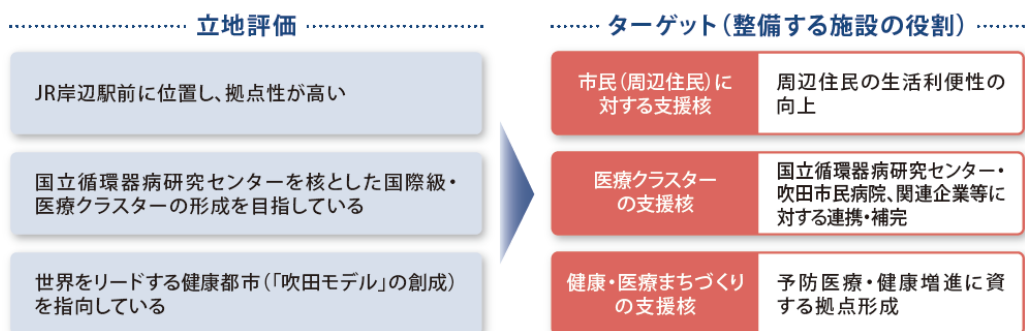 立地評価
JR岸辺駅前に位置し、拠点性が高い
国立循環器病研究センターを核とした国際級・
医療クラスターの形成を目指している
世界をリードする健康都市（「吹田モデル」の創成）
を指向している
ターゲット（整備する施設の役割）
市民（周辺住民）に
対する支援核
周辺住民の生活利便性の
向上
医療クラスター
の支援核
国立循環器病研究センター・
吹田市民病院、関連企業等に
対する連携・補完
健康・医療まちづくり
の支援核
予防医療・健康増進に資
する拠点形成